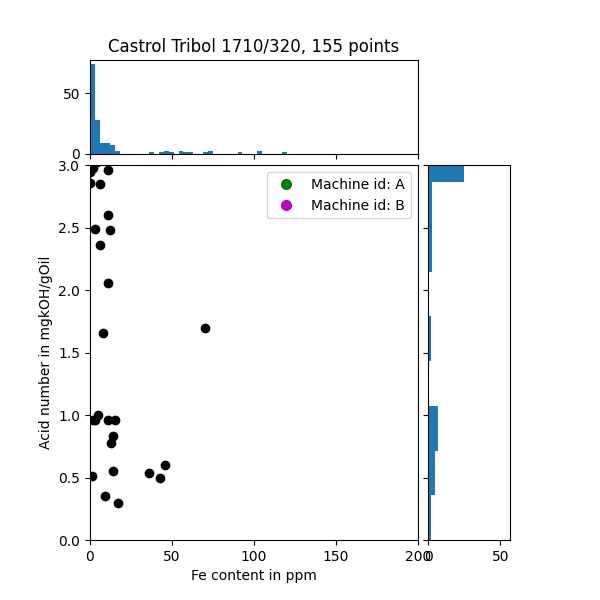 Castrol Tribol 1710/320, 155 points
50
0
3.0
2.5
2.0
1.5
1.0
0.5
0.0
Acid number in mgkOH/gOil
Machine id: A
Machine id: B
0 50 100 150 200
0 50
Fe content in ppm